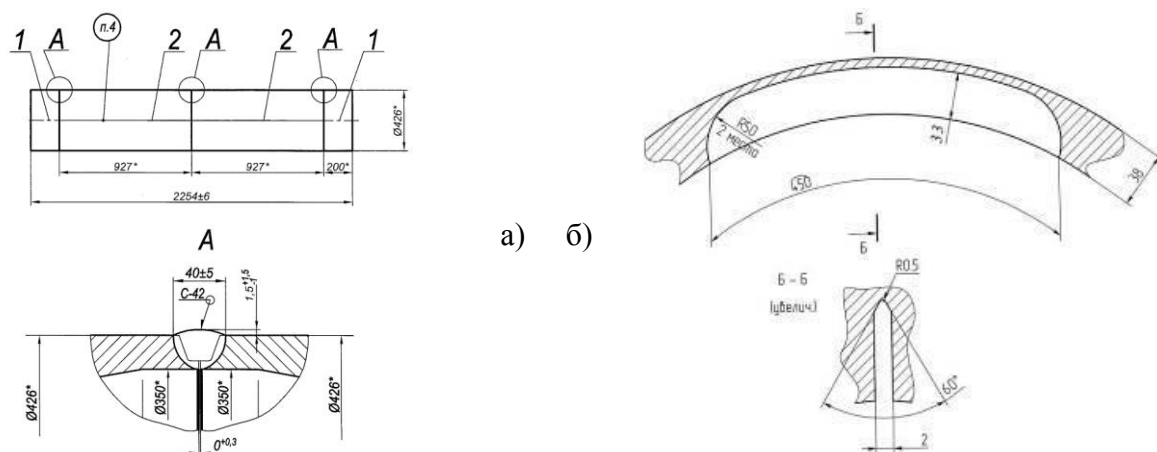 п.4
1 A 2 A 2 A 1
Ø426*
927* 927* 200*
2254±6
A
40±5
С-42
1,5+1,5-1
Ø426* Ø350* Ø350* Ø426*
0+0,3
а) б)
Б
R50
2 места
33
38
450
Б
Б - Б
(увелич.)
R0.5
60°
2